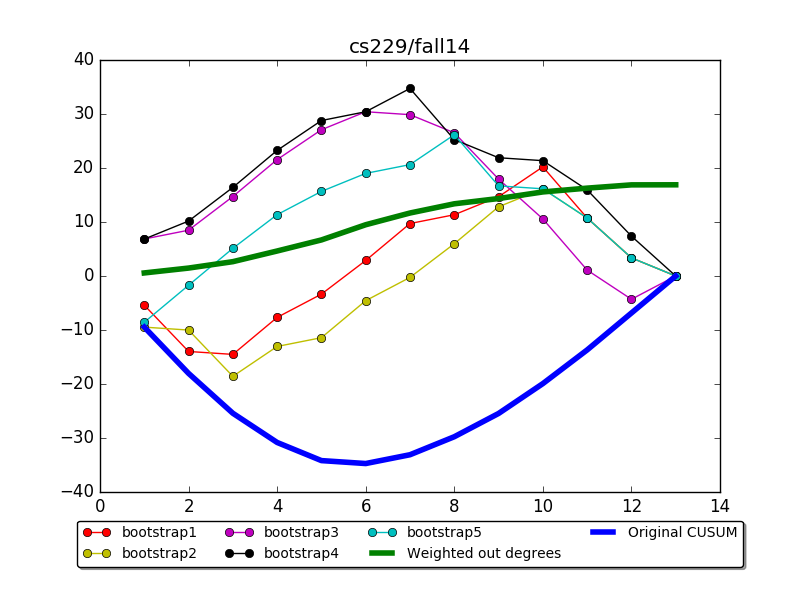 cs229/fall14
40
30
20
10
0
−10
−20
−30
−40
0 2 4 6 8 10 12 14
bootstrap1 bootstrap3 bootstrap5 Original CUSUM
bootstrap2 bootstrap4 Weighted out degrees